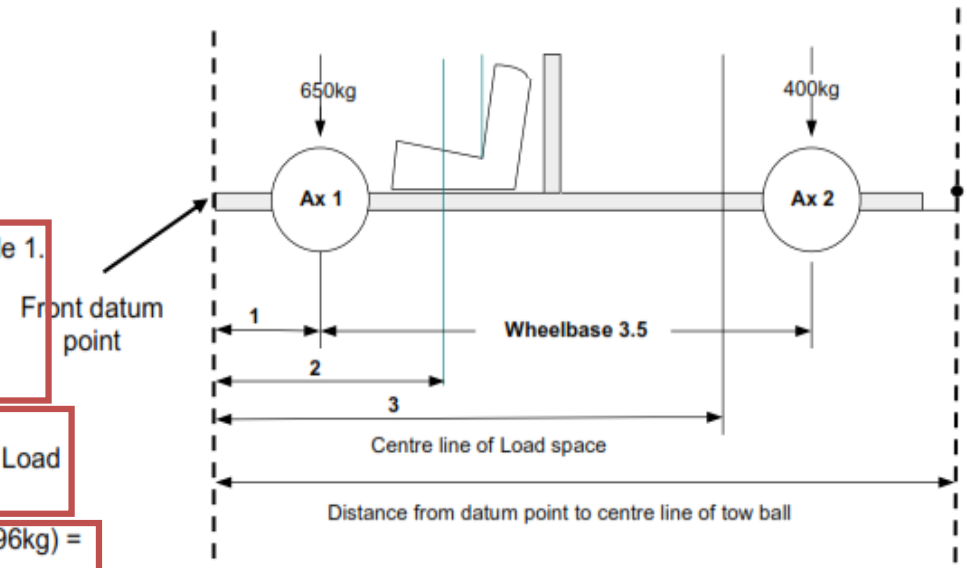 650kg
400kg
Ax 1
Ax 2
le 1.
Front datum
point
1
Wheelbase 3.5
2
3
Load
Centre line of Load space
Distance from datum point to centre line of tow ball
96kg) =